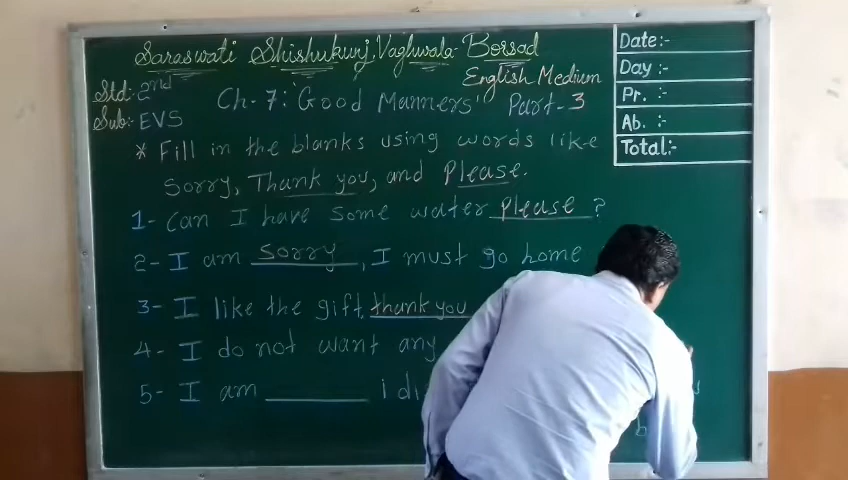 Saraswati Shishukunj, Vaghwala- Borsad
English Medium
Std:- 2nd
Sub:- EVS
Ch- 7: 'Good Manners' Part- 3
Date:-
Day:-
Pr. :-
Ab. :-
Total:-
* Fill in the blanks using words like
Sorry, Thank you, and Please.
1- Can I have some water please ?
2- I am sorry, I must go home
3- I like the gift thank you
4- I do not want any
5- I am ________ i